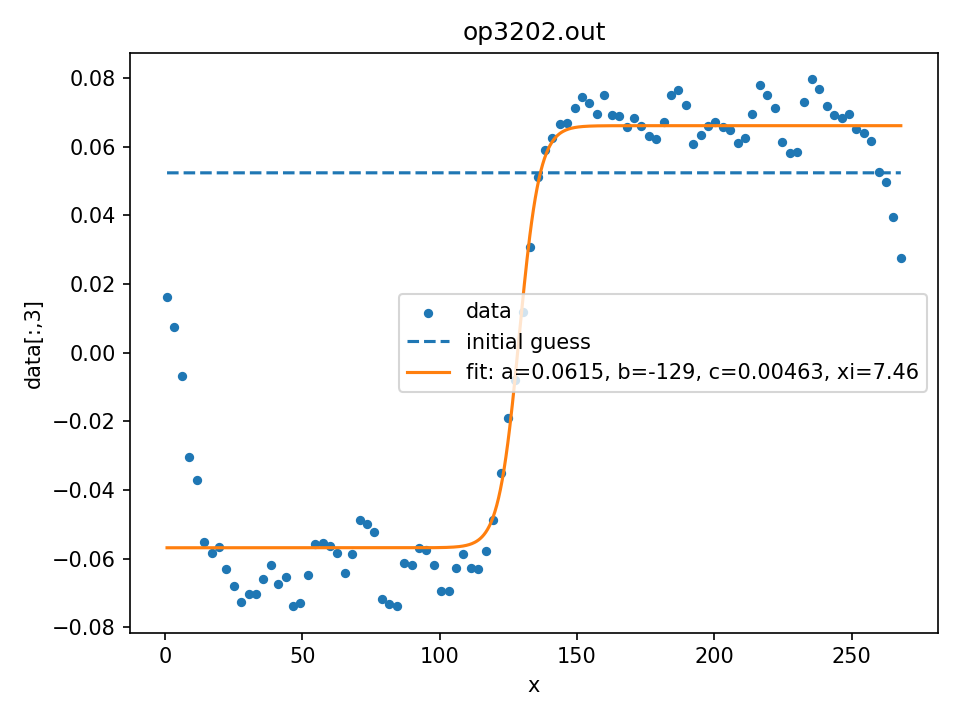 op3202.out
0.08
0.06
0.04
0.02
0.00
−0.02
−0.04
−0.06
−0.08
data[:,3]
data
initial guess
fit: a=0.0615, b=-129, c=0.00463, xi=7.46
0 50 100 150 200 250
x